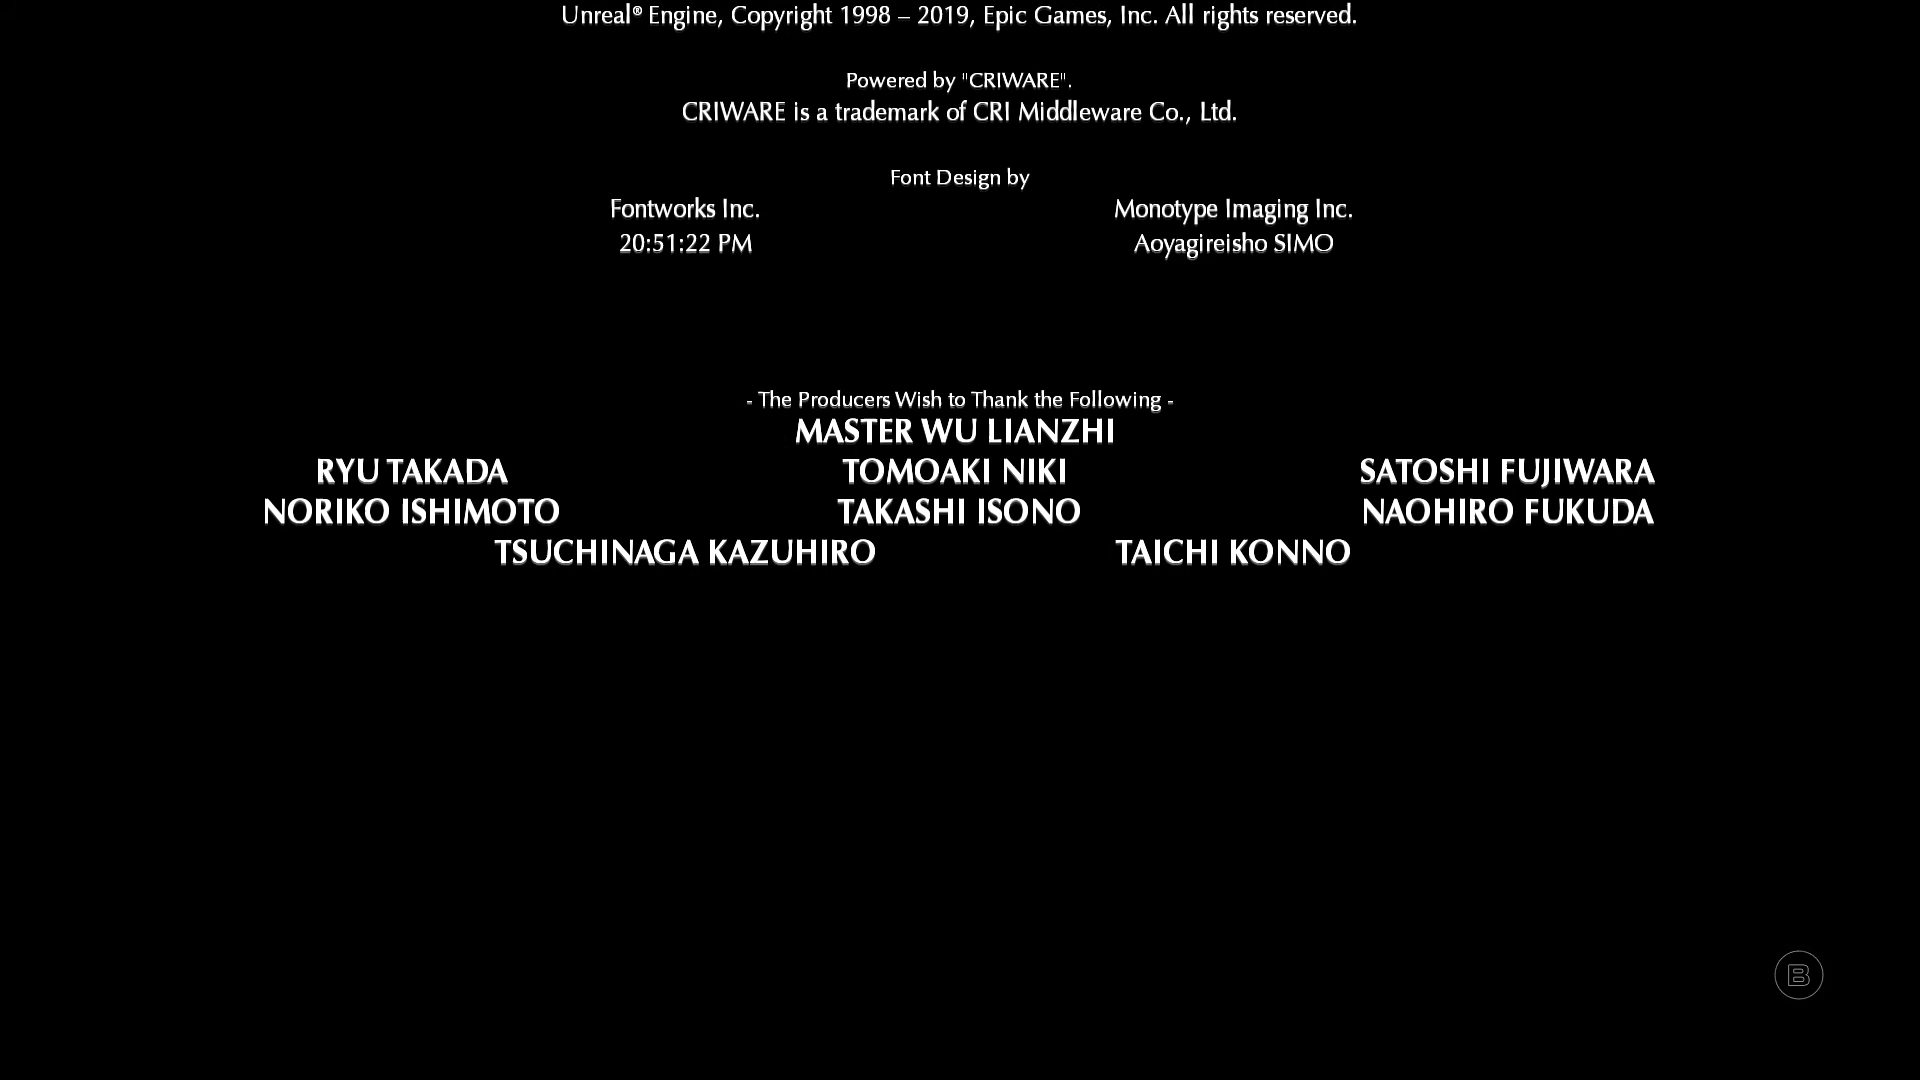 Unreal® Engine, Copyright 1998 – 2019, Epic Games, Inc. All rights reserved.
Powered by "CRIWARE".
CRIWARE is a trademark of CRI Middleware Co., Ltd.
Font Design by
Fontworks Inc. Monotype Imaging Inc.
20:51:22 PM Aoyagireisho SIMO
- The Producers Wish to Thank the Following -
MASTER WU LIANZHI
RYU TAKADA TOMOAKI NIKI SATOSHI FUJIWARA
NORIKO ISHIMOTO TAKASHI ISONO NAOHIRO FUKUDA
TSUCHINAGA KAZUHIRO TAICHI KONNO
B